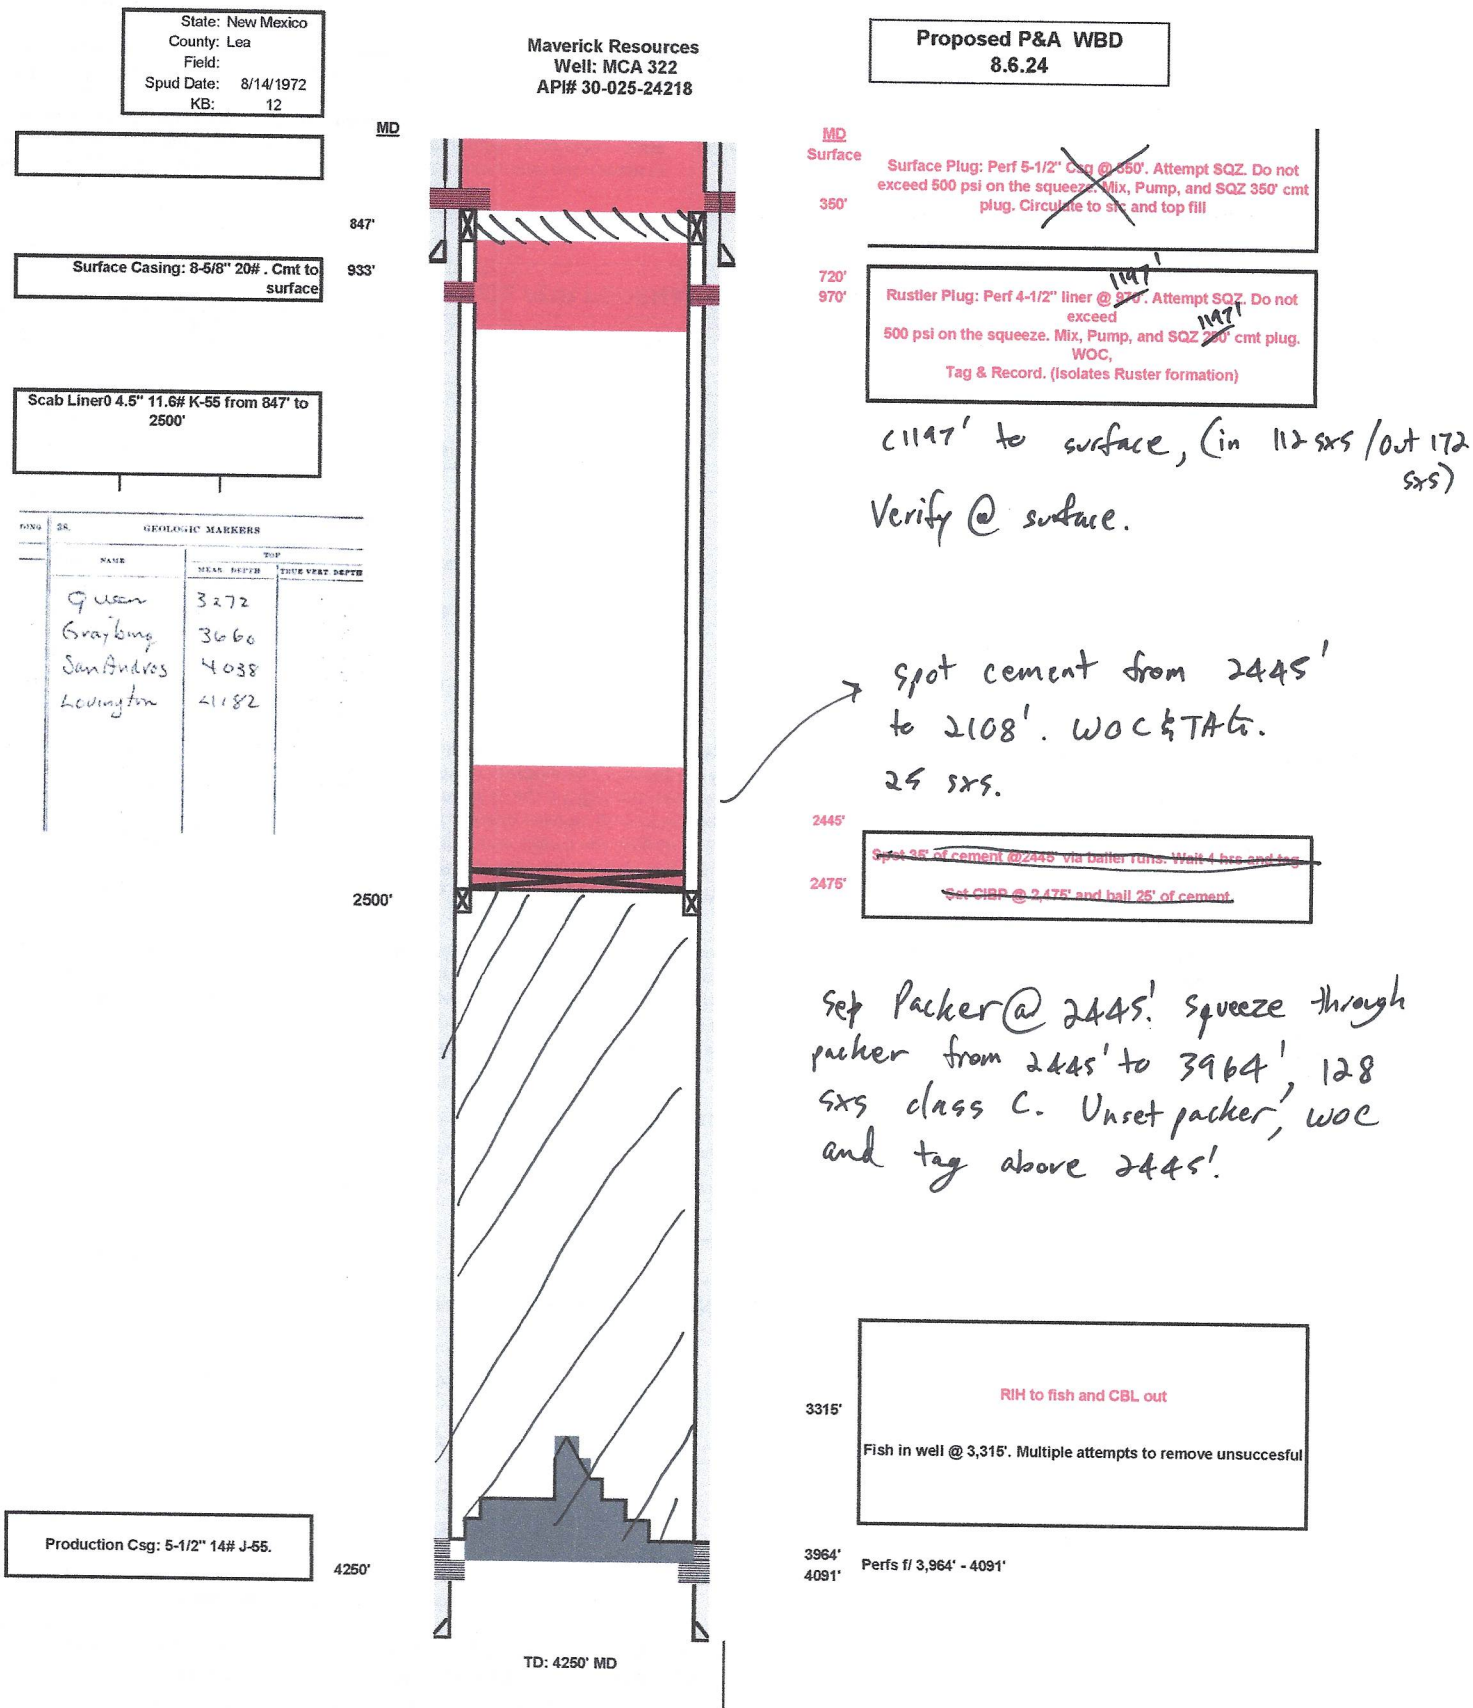 State: New Mexico
County: Lea
Field:
Spud Date: 8/14/1972
KB: 12
Maverick Resources
Well: MCA 322
API# 30-025-24218
Proposed P&A WBD
8.6.24
MD
847'
Surface Casing: 8-5/8" 20# . Cmt to
surface
933'
Scab Liner0 4.5" 11.6# K-55 from 847' to
2500'
38. GEOLOGIC MARKERS
NAME
TOP
MEAS. DEPTH
TRUE VERT. DEPTH
Queen 3272
Grayburg 3660
San Andres 4038
Lovington 4182
2500'
Production Csg: 5-1/2" 14# J-55.
4250'
TD: 4250' MD
MD
Surface
350'
Surface Plug: Perf 5-1/2" Csg @ 350'. Attempt SQZ. Do not
exceed 500 psi on the squeeze. Mix, Pump, and SQZ 350' cmt
plug. Circulate to sfc and top fill
720'
970'
1197'
Rustler Plug: Perf 4-1/2" liner @ 970'. Attempt SQZ. Do not
exceed
1197'
500 psi on the squeeze. Mix, Pump, and SQZ 250' cmt plug.
WOC,
Tag & Record. (Isolates Ruster formation)
C1197' to surface, (in 112 sxs / out 172
sxs)
Verify @ surface.
spot cement from 2445'
to 2108'. WOC & TAG.
25 sxs.
2445'
Spot 35' of cement @2445' via bailer runs. Wait 4 hrs and tag
2475'
Set CIBP @ 2,475' and bail 25' of cement.
Set Packer @ 2445'. squeeze through
packer from 2445' to 3964', 128
sxs class C. Unset packer, WOC
and tag above 2445'.
RIH to fish and CBL out
3315'
Fish in well @ 3,315'. Multiple attempts to remove unsuccesful
3964'
4091'
Perfs f/ 3,964' - 4091'